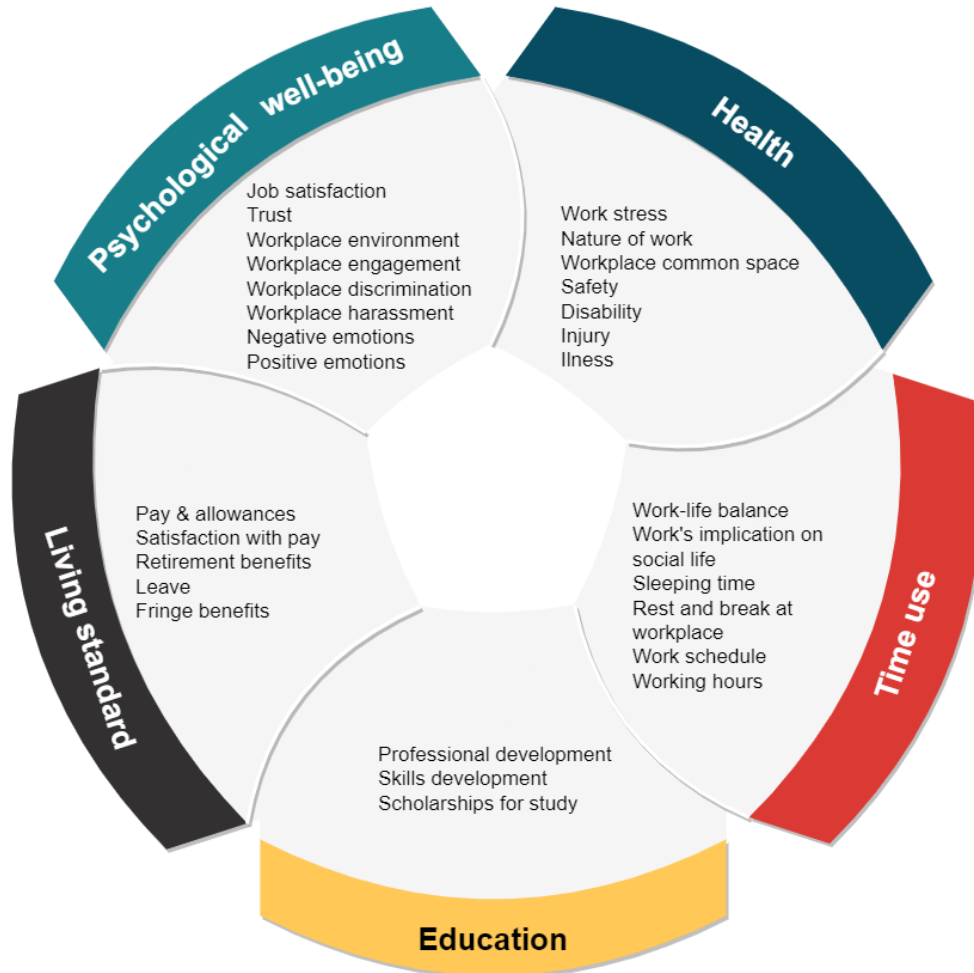 Psychological well-being
Job satisfaction
Trust
Workplace environment
Workplace engagement
Workplace discrimination
Workplace harassment
Negative emotions
Positive emotions
Health
Work stress
Nature of work
Workplace common space
Safety
Disability
Injury
Ilness
Time use
Work-life balance
Work's implication on
social life
Sleeping time
Rest and break at
workplace
Work schedule
Working hours
Education
Professional development
Skills development
Scholarships for study
Living standard
Pay & allowances
Satisfaction with pay
Retirement benefits
Leave
Fringe benefits